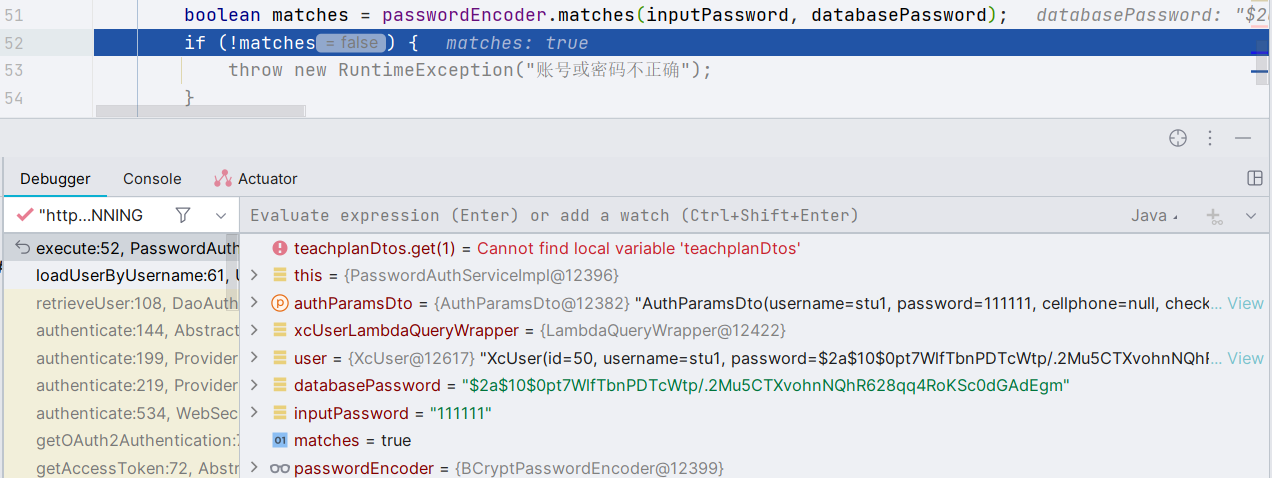 51 boolean matches = passwordEncoder.matches(inputPassword, databasePassword); databasePassword: "$2
52 if (!matches = false ) { matches: true
53 throw new RuntimeException("账号或密码不正确");
54 }
Debugger Console Actuator
"http...NNING
Evaluate expression (Enter) or add a watch (Ctrl+Shift+Enter) Java
execute:52, PasswordAuth
teachplanDtos.get(1) = Cannot find local variable 'teachplanDtos'
loadUserByUsername:61, U
this = {PasswordAuthServiceImpl@12396}
retrieveUser:108, DaoAuth
authParamsDto = {AuthParamsDto@12382} "AuthParamsDto(username=stu1, password=111111, cellphone=null, check... View
authenticate:144, Abstract
xcUserLambdaQueryWrapper = {LambdaQueryWrapper@12422}
authenticate:199, Provider
user = {XcUser@12617} "XcUser(id=50, username=stu1, password=$2a$10$0pt7WlfTbnPDTcWtp/.2Mu5CTXvohnNQhR... View
authenticate:219, Provider
databasePassword = "$2a$10$0pt7WlfTbnPDTcWtp/.2Mu5CTXvohnNQhR628qq4RoKSc0dGAdEgm"
authenticate:534, WebSec
inputPassword = "111111"
getOAuth2Authentication:7
matches = true
getAccessToken:72, Abstr
passwordEncoder = {BCryptPasswordEncoder@12399}